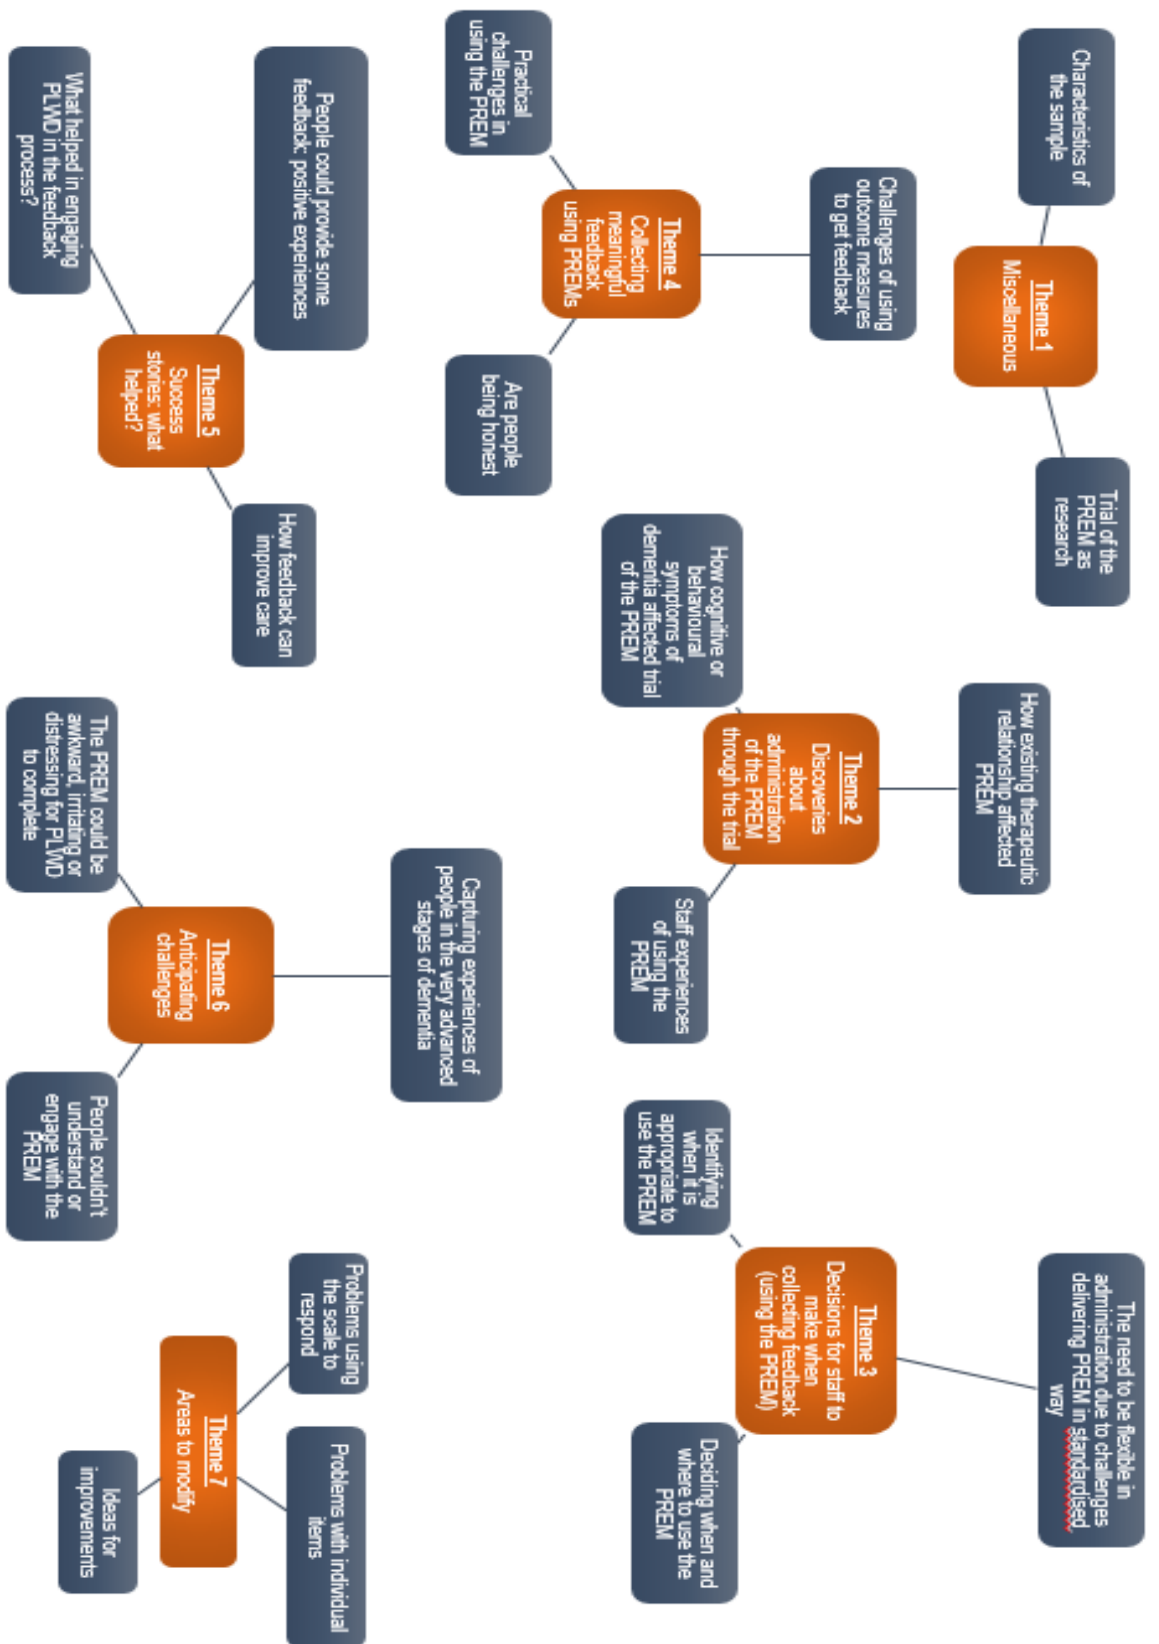 Characteristics of
the sample
Theme 1
Miscellaneous
Trial of the
PREM as
research
How existing therapeutic
relationship affected
PREM
How cognitive or
behavioural
symptoms of
dementia affected trial
of the PREM
Theme 2
Discoveries
about
administration
of the PREM
through the trial
Staff experiences
of using the
PREM
The need to be flexible in
administration due to challenges
delivering PREM in standardised
way
Identifying
when it is
appropriate to
use the PREM
Theme 3
Decisions for staff to
make when
collecting feedback
(using the PREM)
Deciding when and
where to use the
PREM
Challenges of using
outcome measures
to get feedback
Practical
challenges in
using the PREM
Theme 4
Collecting
meaningful
feedback
using PREMs
Are people
being honest
People could provide some
feedback: positive experiences
What helped in engaging
PLWD in the feedback
process?
Theme 5
Success
stories: what
helped?
How feedback can
improve care
Capturing experiences of
people in the very advanced
stages of dementia
The PREM could be
awkward, irritating or
distressing for PLWD
to complete
Theme 6
Anticipating
challenges
People couldn't
understand or
engage with the
PREM
Problems using
the scale to
respond
Problems with individual
items
Theme 7
Areas to modify
Ideas for
improvements